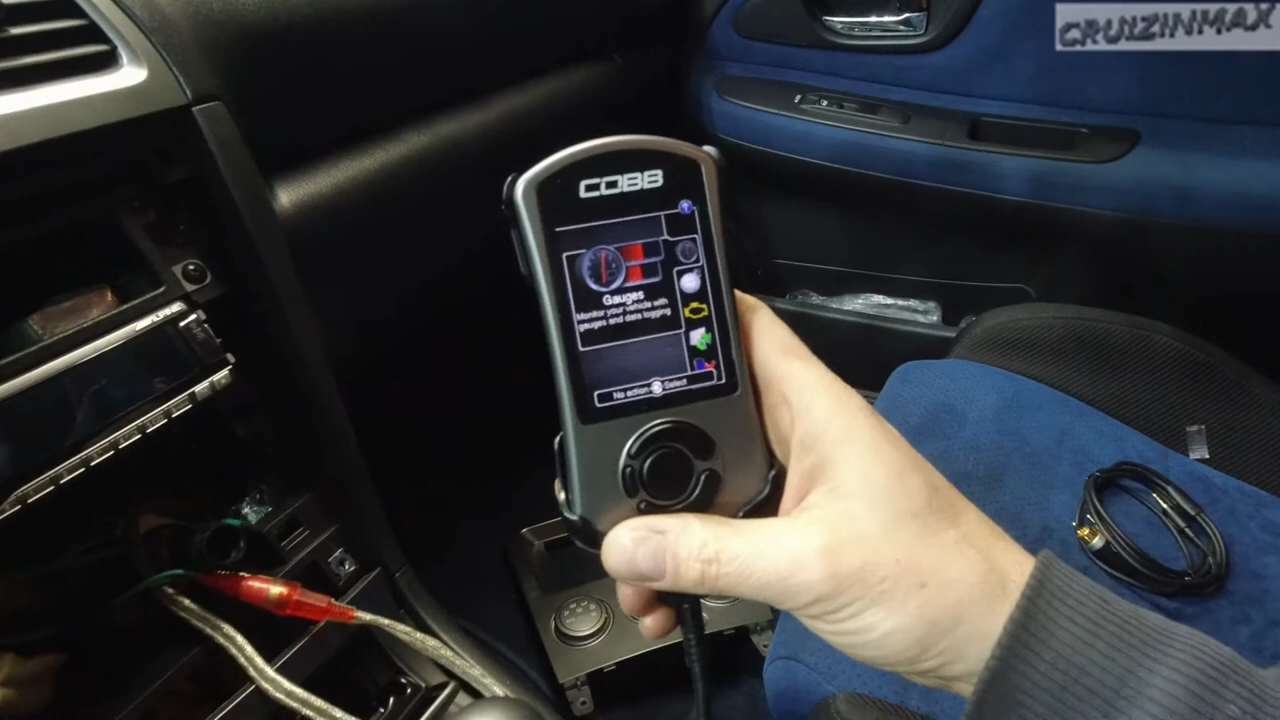 CRUIZINMAX
COBB
Gauges
Monitor your vehicle with
gauges and data logging
No action
Select